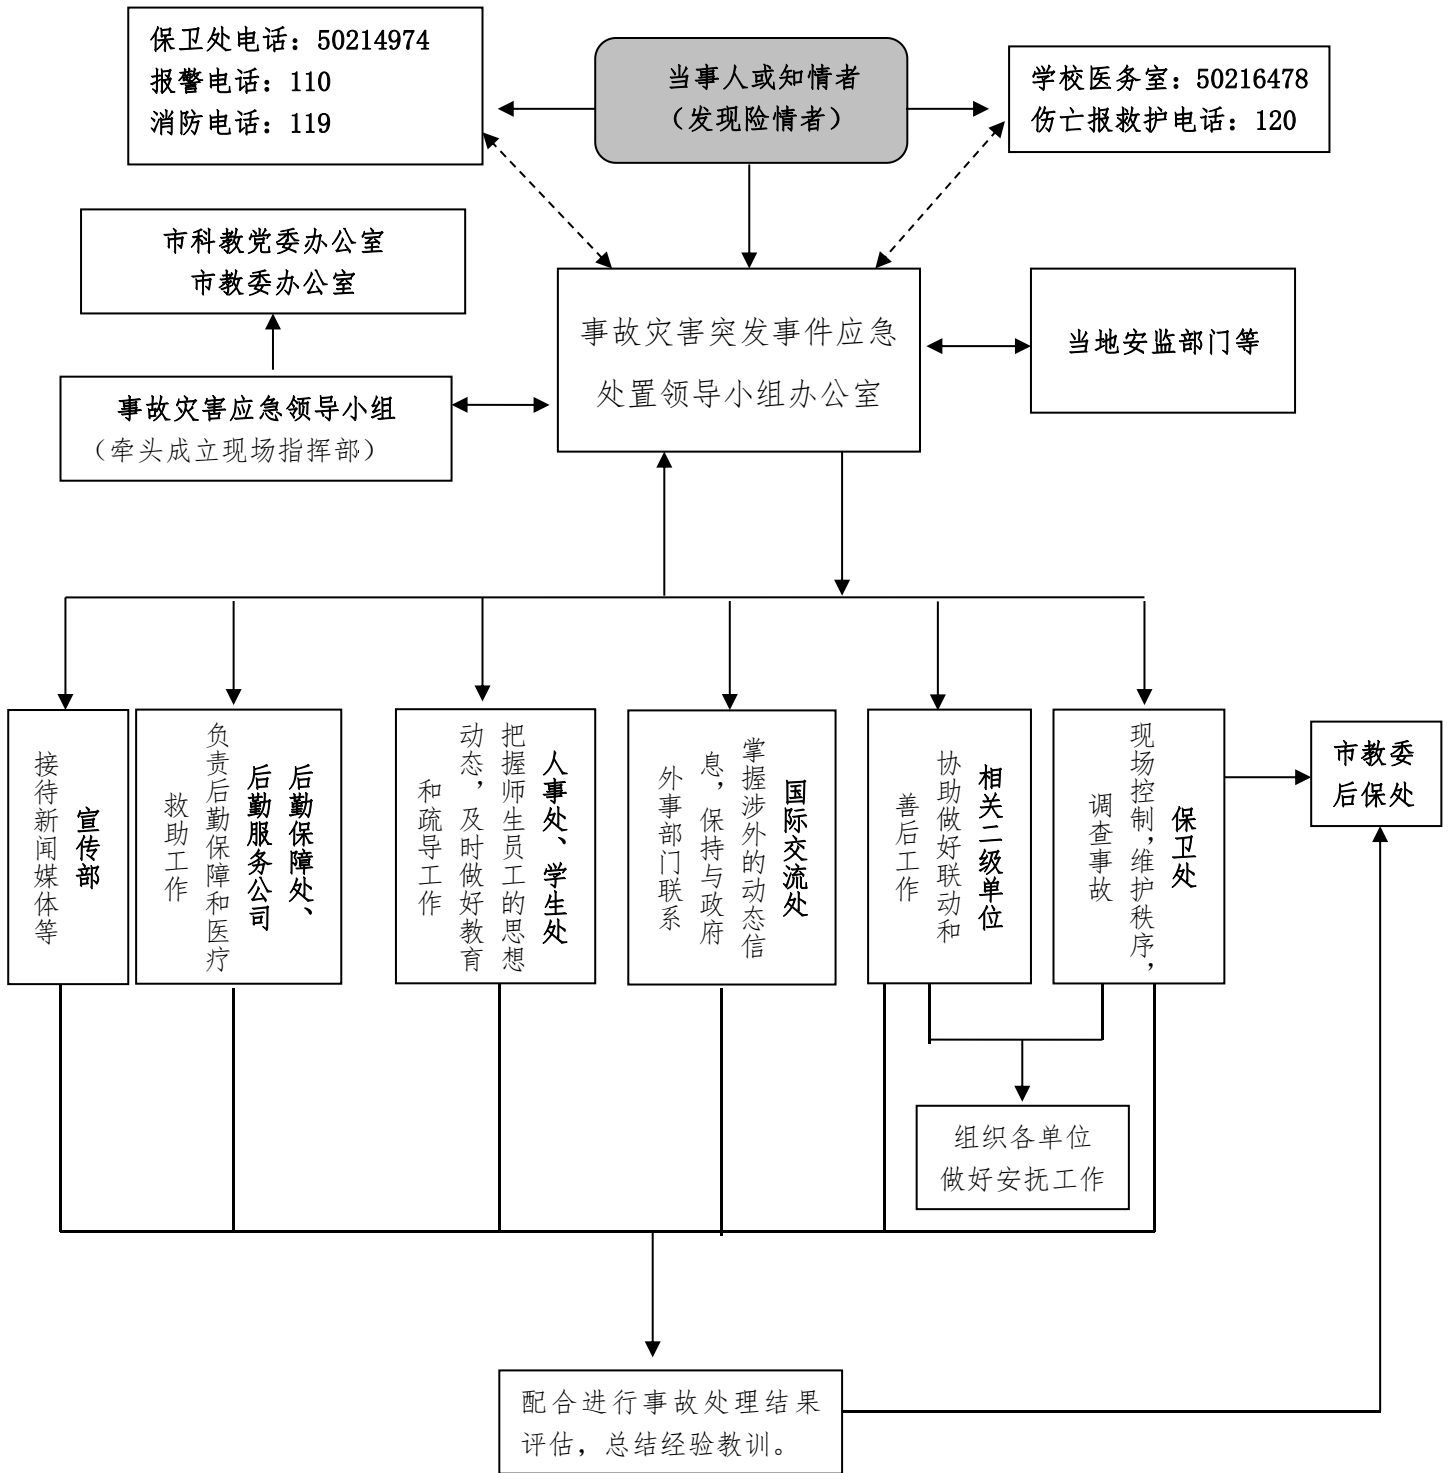 保卫处电话：50214974
报警电话：110
消防电话：119
当事人或知情者
（发现险情者）
学校医务室：50216478
伤亡报救护电话：120
市科教党委办公室
市教委办公室
事故灾害突发事件应急
处置领导小组办公室
当地安监部门等
事故灾害应急领导小组
（牵头成立现场指挥部）
宣传部
接待新闻媒体等
后勤保障处、
后勤服务公司
负责后勤保障和医疗
救助工作
人事处、学生处
把握师生员工的思想
动态，及时做好教育
和疏导工作
国际交流处
掌握涉外的动态信
息，保持与政府
外事部门联系
相关二级单位
协助做好联动和
善后工作
保卫处
现场控制，维护秩序，
调查事故
市教委
后保处
组织各单位
做好安抚工作
配合进行事故处理结果
评估，总结经验教训。